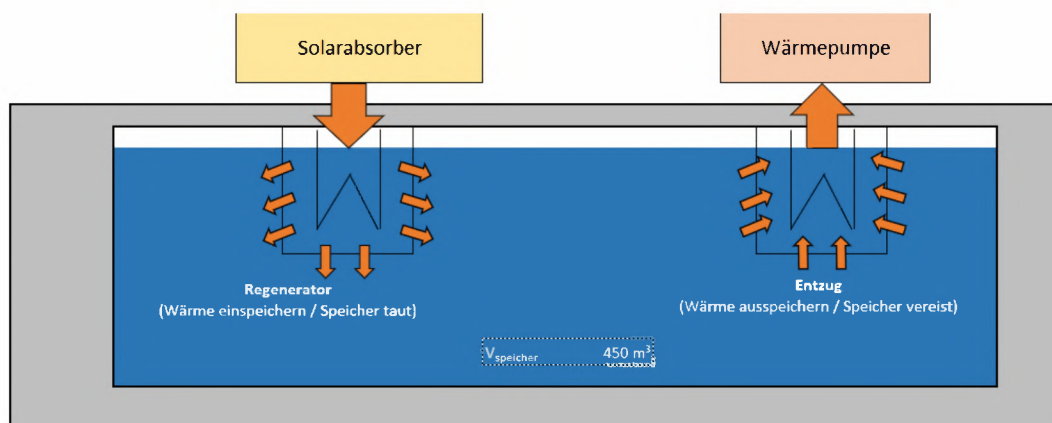 Solarabsorber
Wärmepumpe
Regenerator
(Wärme einspeichern / Speicher taut)
Entzug
(Wärme ausspeichern / Speicher vereist)
Vspeicher 450 m³